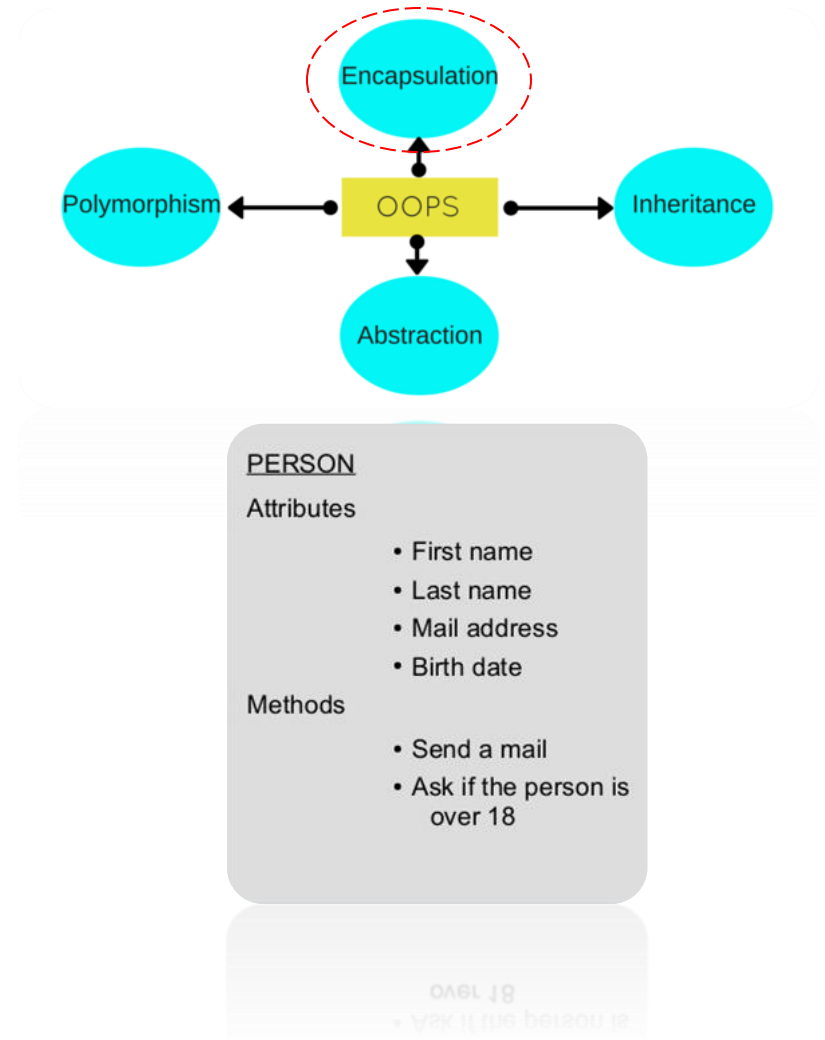 Encapsulation
Polymorphism
OOPS
Inheritance
Abstraction
PERSON
Attributes
• First name
• Last name
• Mail address
• Birth date
Methods
• Send a mail
• Ask if the person is
over 18